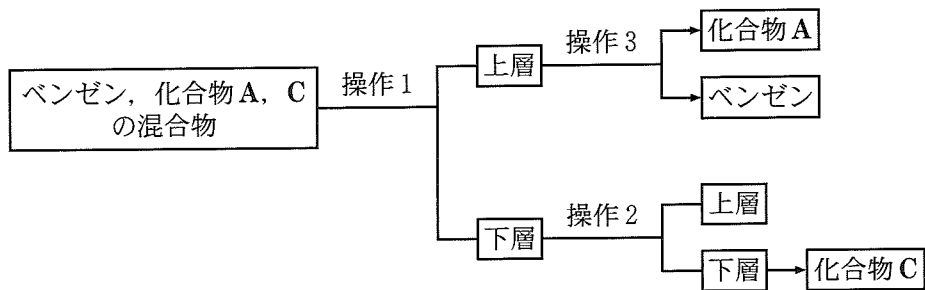 ベンゼン，化合物A，C
の混合物
操作1
上層
操作3
化合物A
ベンゼン
下層
操作2
上層
下層
化合物C